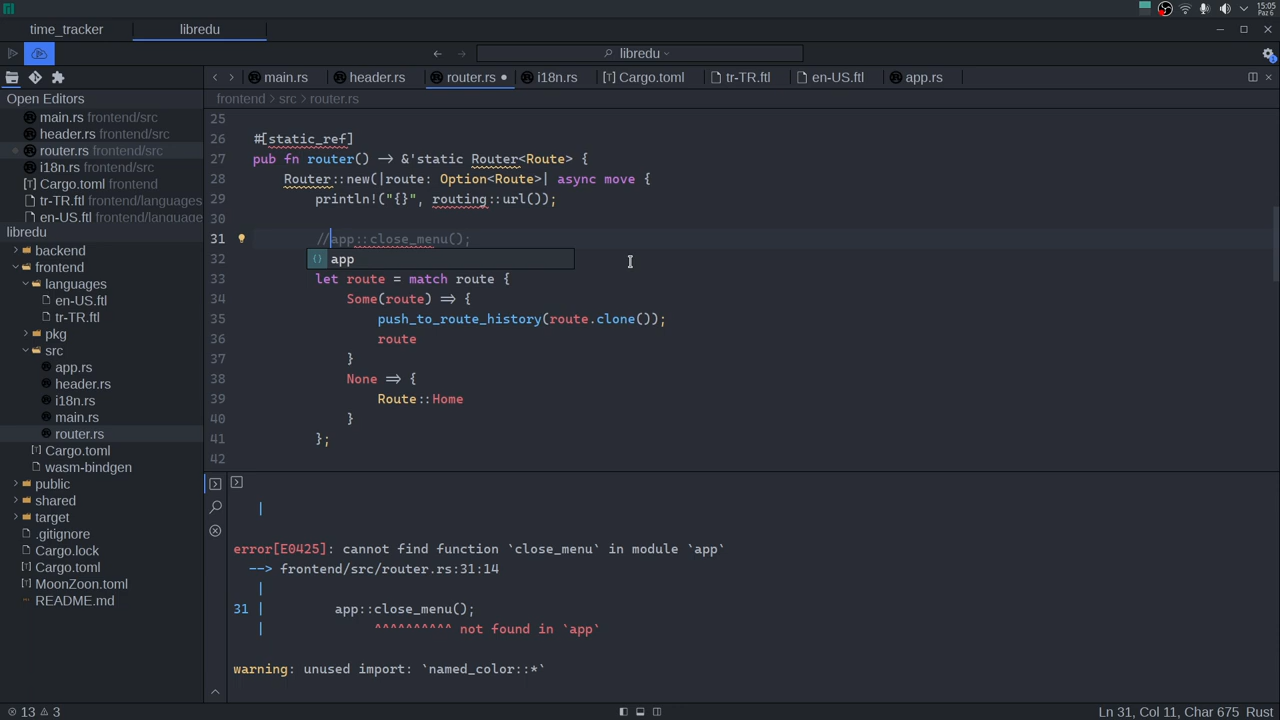 15:05
Paz 6
time_tracker
libredu
libredu
main.rs
header.rs
router.rs
i18n.rs
Cargo.toml
tr-TR.ftl
en-US.ftl
app.rs
Open Editors
main.rs frontend/src
header.rs frontend/src
router.rs frontend/src
i18n.rs frontend/src
Cargo.toml frontend
tr-TR.ftl frontend/languages
en-US.ftl frontend/language
libredu
backend
frontend
languages
en-US.ftl
tr-TR.ftl
pkg
src
app.rs
header.rs
i18n.rs
main.rs
router.rs
Cargo.toml
wasm-bindgen
public
shared
target
.gitignore
Cargo.lock
Cargo.toml
MoonZoon.toml
README.md
frontend > src > router.rs
25
26 #[static_ref]
27 pub fn router() -> &'static Router<Route> {
28 Router::new(|route: Option<Route>| async move {
29 println!("{}", routing::url());
30
31 //app::close_menu();
32 {} app
33 let route = match route {
34 Some(route) => {
35 push_to_route_history(route.clone());
36 route
37 }
38 None => {
39 Route::Home
40 }
41 };
42
|
error[E0425]: cannot find function `close_menu` in module `app`
--> frontend/src/router.rs:31:14
|
31 | app::close_menu();
| ^^^^^^^^^^ not found in `app`
warning: unused import: `named_color::*`
13 3
Ln 31, Col 11, Char 675 Rust